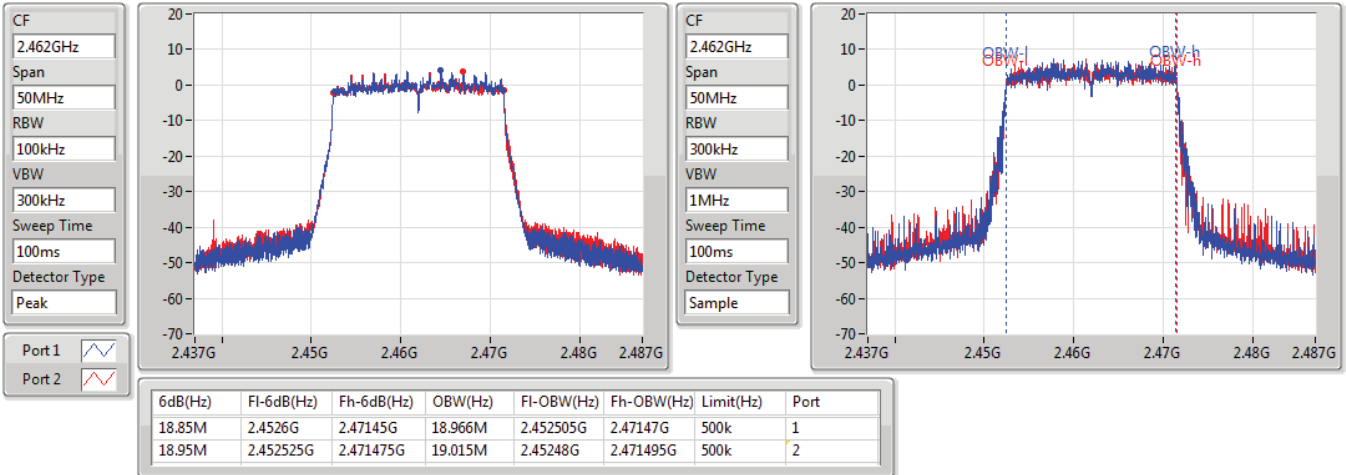 CF
2.462GHz
Span
50MHz
RBW
100kHz
VBW
300kHz
Sweep Time
100ms
Detector Type
Peak
Port 1
Port 2
20
10
0
-10
-20
-30
-40
-50
-60
-70
2.437G 2.45G 2.46G 2.47G 2.48G 2.487G
CF
2.462GHz
Span
50MHz
RBW
300kHz
VBW
1MHz
Sweep Time
100ms
Detector Type
Sample
20
10
0
-10
-20
-30
-40
-50
-60
-70
OBW-l OBW-h
OBW-l OBW-h
2.437G 2.45G 2.46G 2.47G 2.48G 2.487G
6dB(Hz) Fl-6dB(Hz) Fh-6dB(Hz) OBW(Hz) Fl-OBW(Hz) Fh-OBW(Hz) Limit(Hz) Port
18.85M 2.4526G 2.47145G 18.966M 2.452505G 2.47147G 500k 1
18.95M 2.452525G 2.471475G 19.015M 2.45248G 2.471495G 500k 2